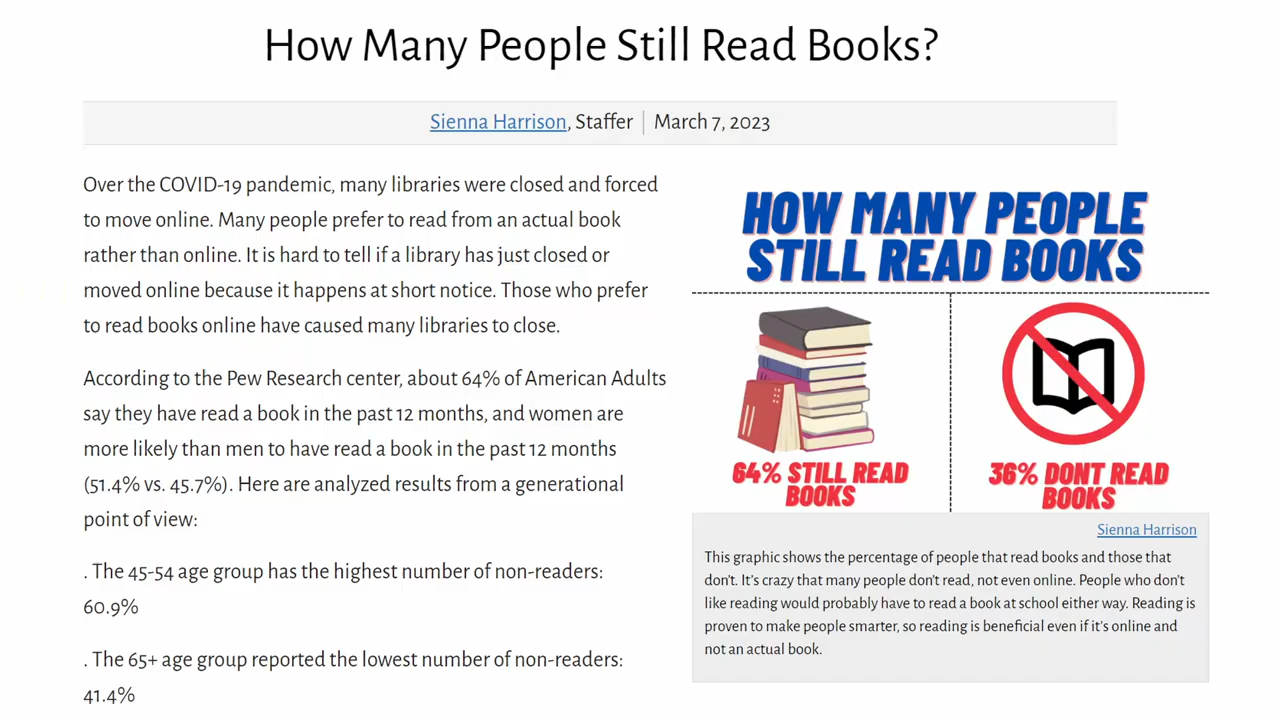 How Many People Still Read Books?
Sienna Harrison, Staffer | March 7, 2023
Over the COVID-19 pandemic, many libraries were closed and forced
to move online. Many people prefer to read from an actual book
rather than online. It is hard to tell if a library has just closed or
moved online because it happens at short notice. Those who prefer
to read books online have caused many libraries to close.
According to the Pew Research center, about 64% of American Adults
say they have read a book in the past 12 months, and women are
more likely than men to have read a book in the past 12 months
(51.4% vs. 45.7%). Here are analyzed results from a generational
point of view:
. The 45-54 age group has the highest number of non-readers:
60.9%
. The 65+ age group reported the lowest number of non-readers:
41.4%
HOW MANY PEOPLE
STILL READ BOOKS
64% STILL READ
BOOKS
36% DONT READ
BOOKS
Sienna Harrison
This graphic shows the percentage of people that read books and those that
don't. It's crazy that many people don't read, not even online. People who don't
like reading would probably have to read a book at school either way. Reading is
proven to make people smarter, so reading is beneficial even if it's online and
not an actual book.